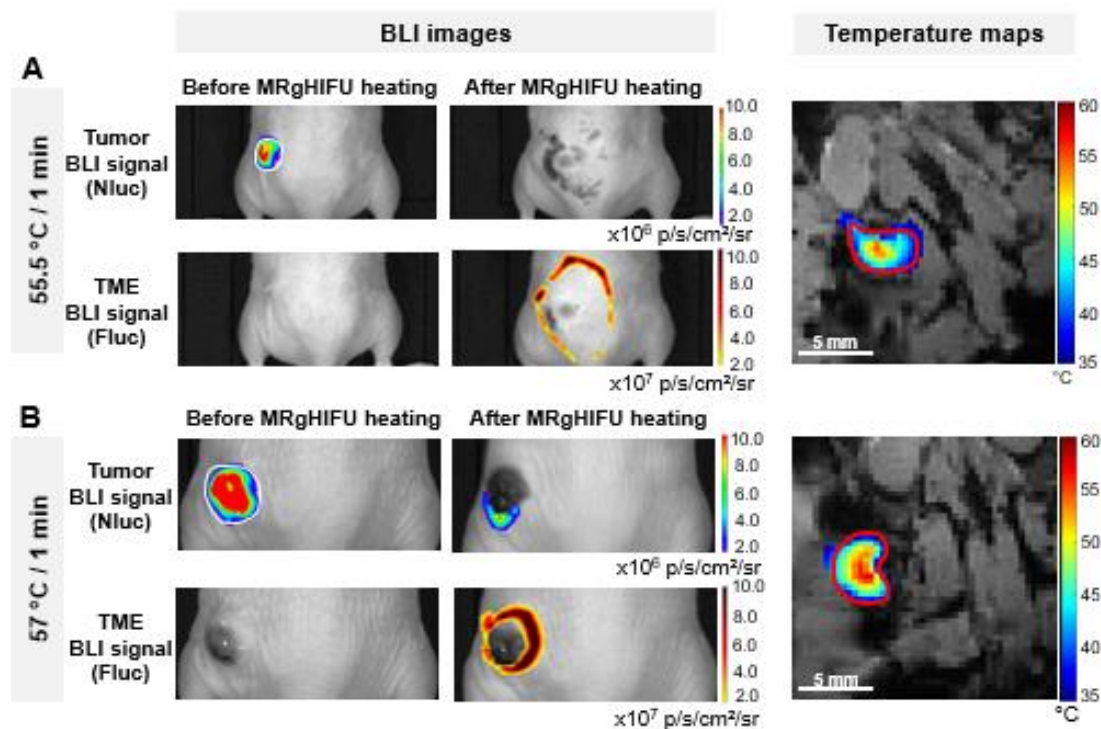 BLI images
Temperature maps
A
55.5 °C / 1 min
Before MRgHIFU heating
After MRgHIFU heating
Tumor
BLI signal
(Nluc)
10.0
8.0
6.0
4.0
2.0
x10⁶ p/s/cm²/sr
TME
BLI signal
(Fluc)
10.0
8.0
6.0
4.0
2.0
x10⁷ p/s/cm²/sr
60
55
50
45
40
35
°C
5 mm
B
57 °C / 1 min
Before MRgHIFU heating
After MRgHIFU heating
Tumor
BLI signal
(Nluc)
10.0
8.0
6.0
4.0
2.0
x10⁶ p/s/cm²/sr
TME
BLI signal
(Fluc)
10.0
8.0
6.0
4.0
2.0
x10⁷ p/s/cm²/sr
60
55
50
45
40
35
°C
5 mm